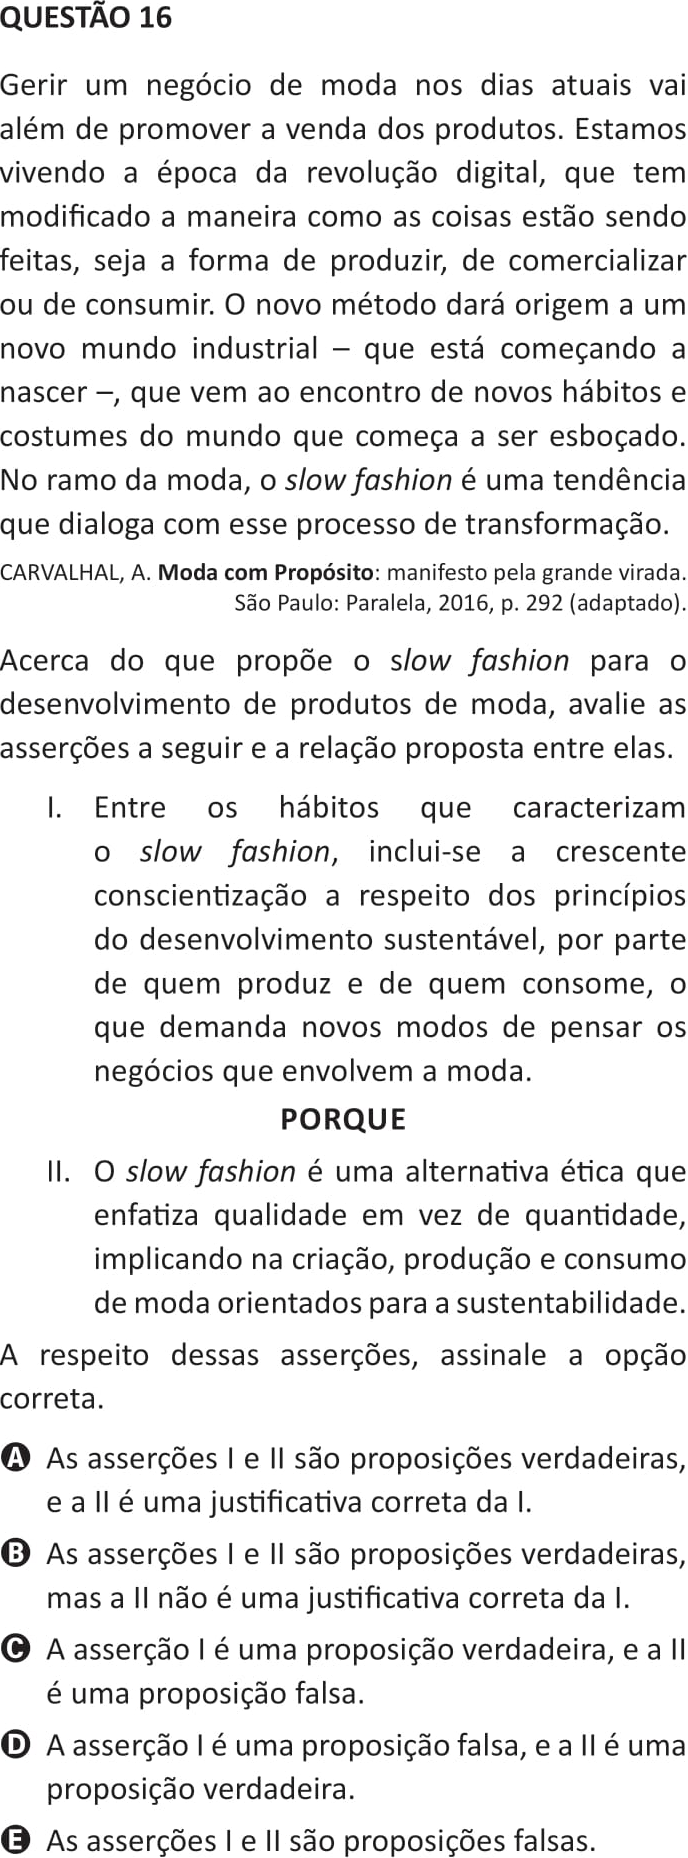 QUESTÃO 16
Gerir um negócio de moda nos dias atuais vai
além de promover a venda dos produtos. Estamos
vivendo a época da revolução digital, que tem
modificado a maneira como as coisas estão sendo
feitas, seja a forma de produzir, de comercializar
ou de consumir. O novo método dará origem a um
novo mundo industrial – que está começando a
nascer –, que vem ao encontro de novos hábitos e
costumes do mundo que começa a ser esboçado.
No ramo da moda, o slow fashion é uma tendência
que dialoga com esse processo de transformação.
CARVALHAL, A. Moda com Propósito: manifesto pela grande virada.
São Paulo: Paralela, 2016, p. 292 (adaptado).
Acerca do que propõe o slow fashion para o
desenvolvimento de produtos de moda, avalie as
asserções a seguir e a relação proposta entre elas.
I. Entre os hábitos que caracterizam
o slow fashion, inclui-se a crescente
conscientização a respeito dos princípios
do desenvolvimento sustentável, por parte
de quem produz e de quem consome, o
que demanda novos modos de pensar os
negócios que envolvem a moda.
PORQUE
II. O slow fashion é uma alternativa ética que
enfatiza qualidade em vez de quantidade,
implicando na criação, produção e consumo
de moda orientados para a sustentabilidade.
A respeito dessas asserções, assinale a opção
correta.
A As asserções I e II são proposições verdadeiras,
e a II é uma justificativa correta da I.
B As asserções I e II são proposições verdadeiras,
mas a II não é uma justificativa correta da I.
C A asserção I é uma proposição verdadeira, e a II
é uma proposição falsa.
D A asserção I é uma proposição falsa, e a II é uma
proposição verdadeira.
E As asserções I e II são proposições falsas.